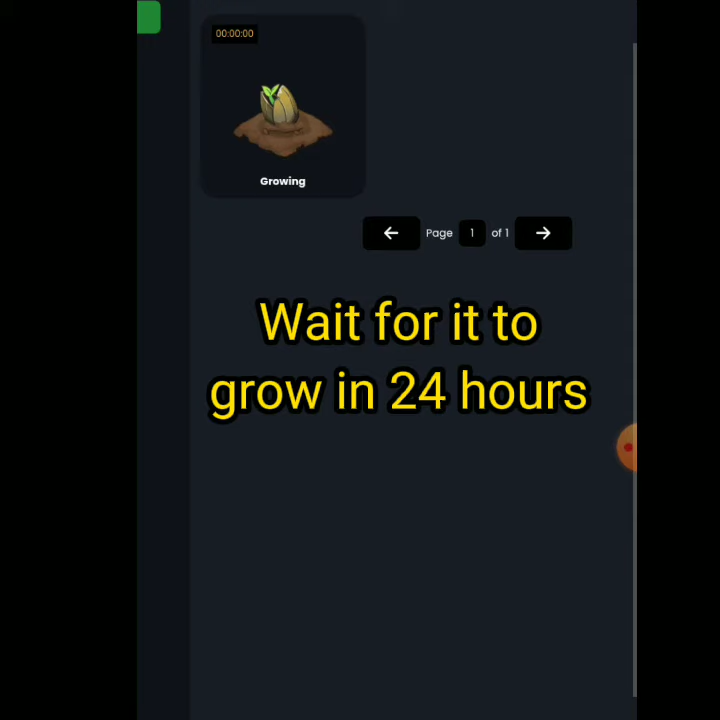 00:00:00
Growing
Page 1 of 1
Wait for it to
grow in 24 hours